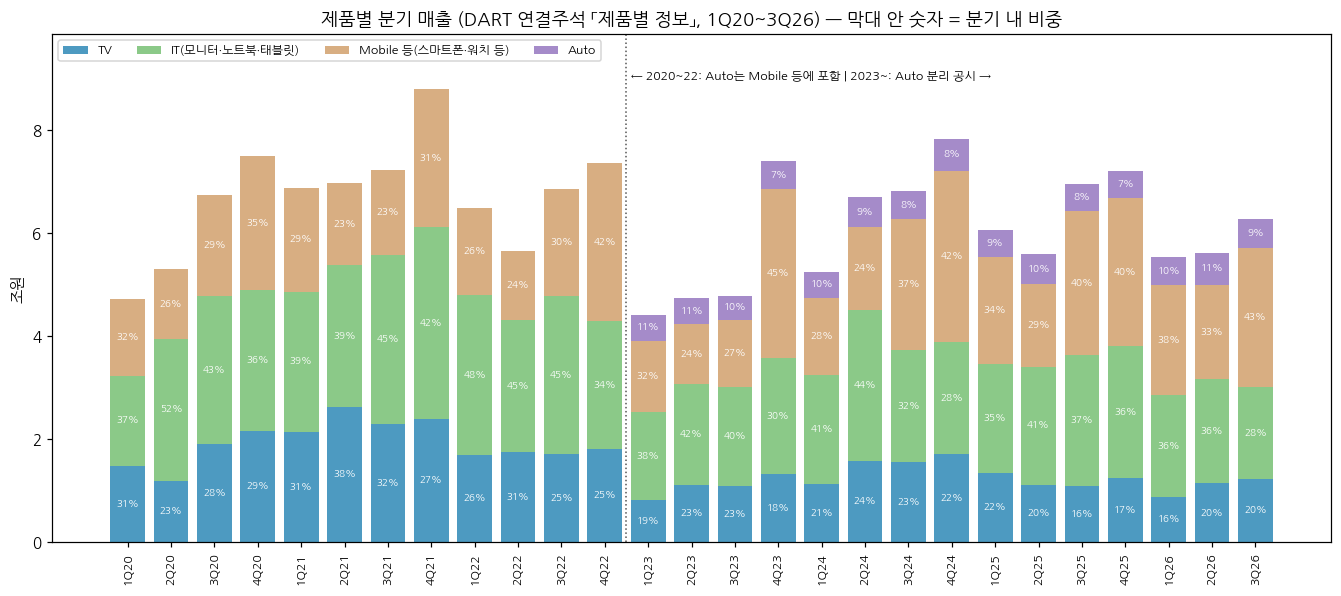 제품별 분기 매출 (DART 연결주석 「제품별 정보」, 1Q20~3Q26) — 막대 안 숫자 = 분기 내 비중
TV IT(모니터·노트북·태블릿) Mobile 등(스마트폰·워치 등) Auto
← 2020~22: Auto는 Mobile 등에 포함 | 2023~: Auto 분리 공시 →
조원
8
6
4
2
0
32% 37% 31%
26% 52% 23%
29% 43% 28%
35% 36% 29%
29% 39% 31%
23% 39% 38%
23% 45% 32%
31% 42% 27%
26% 48% 26%
24% 45% 31%
30% 45% 25%
42% 34% 25%
11% 32% 38% 19%
11% 24% 42% 23%
10% 27% 40% 23%
7% 45% 30% 18%
10% 28% 41% 21%
9% 24% 44% 24%
8% 37% 32% 23%
8% 42% 28% 22%
10% 34% 35% 22%
10% 29% 41% 20%
8% 40% 37% 16%
7% 40% 36% 17%
10% 38% 36% 16%
11% 33% 36% 20%
9% 43% 28% 20%
1Q20 2Q20 3Q20 4Q20 1Q21 2Q21 3Q21 4Q21 1Q22 2Q22 3Q22 4Q22 1Q23 2Q23 3Q23 4Q23 1Q24 2Q24 3Q24 4Q24 1Q25 2Q25 3Q25 4Q25 1Q26 2Q26 3Q26